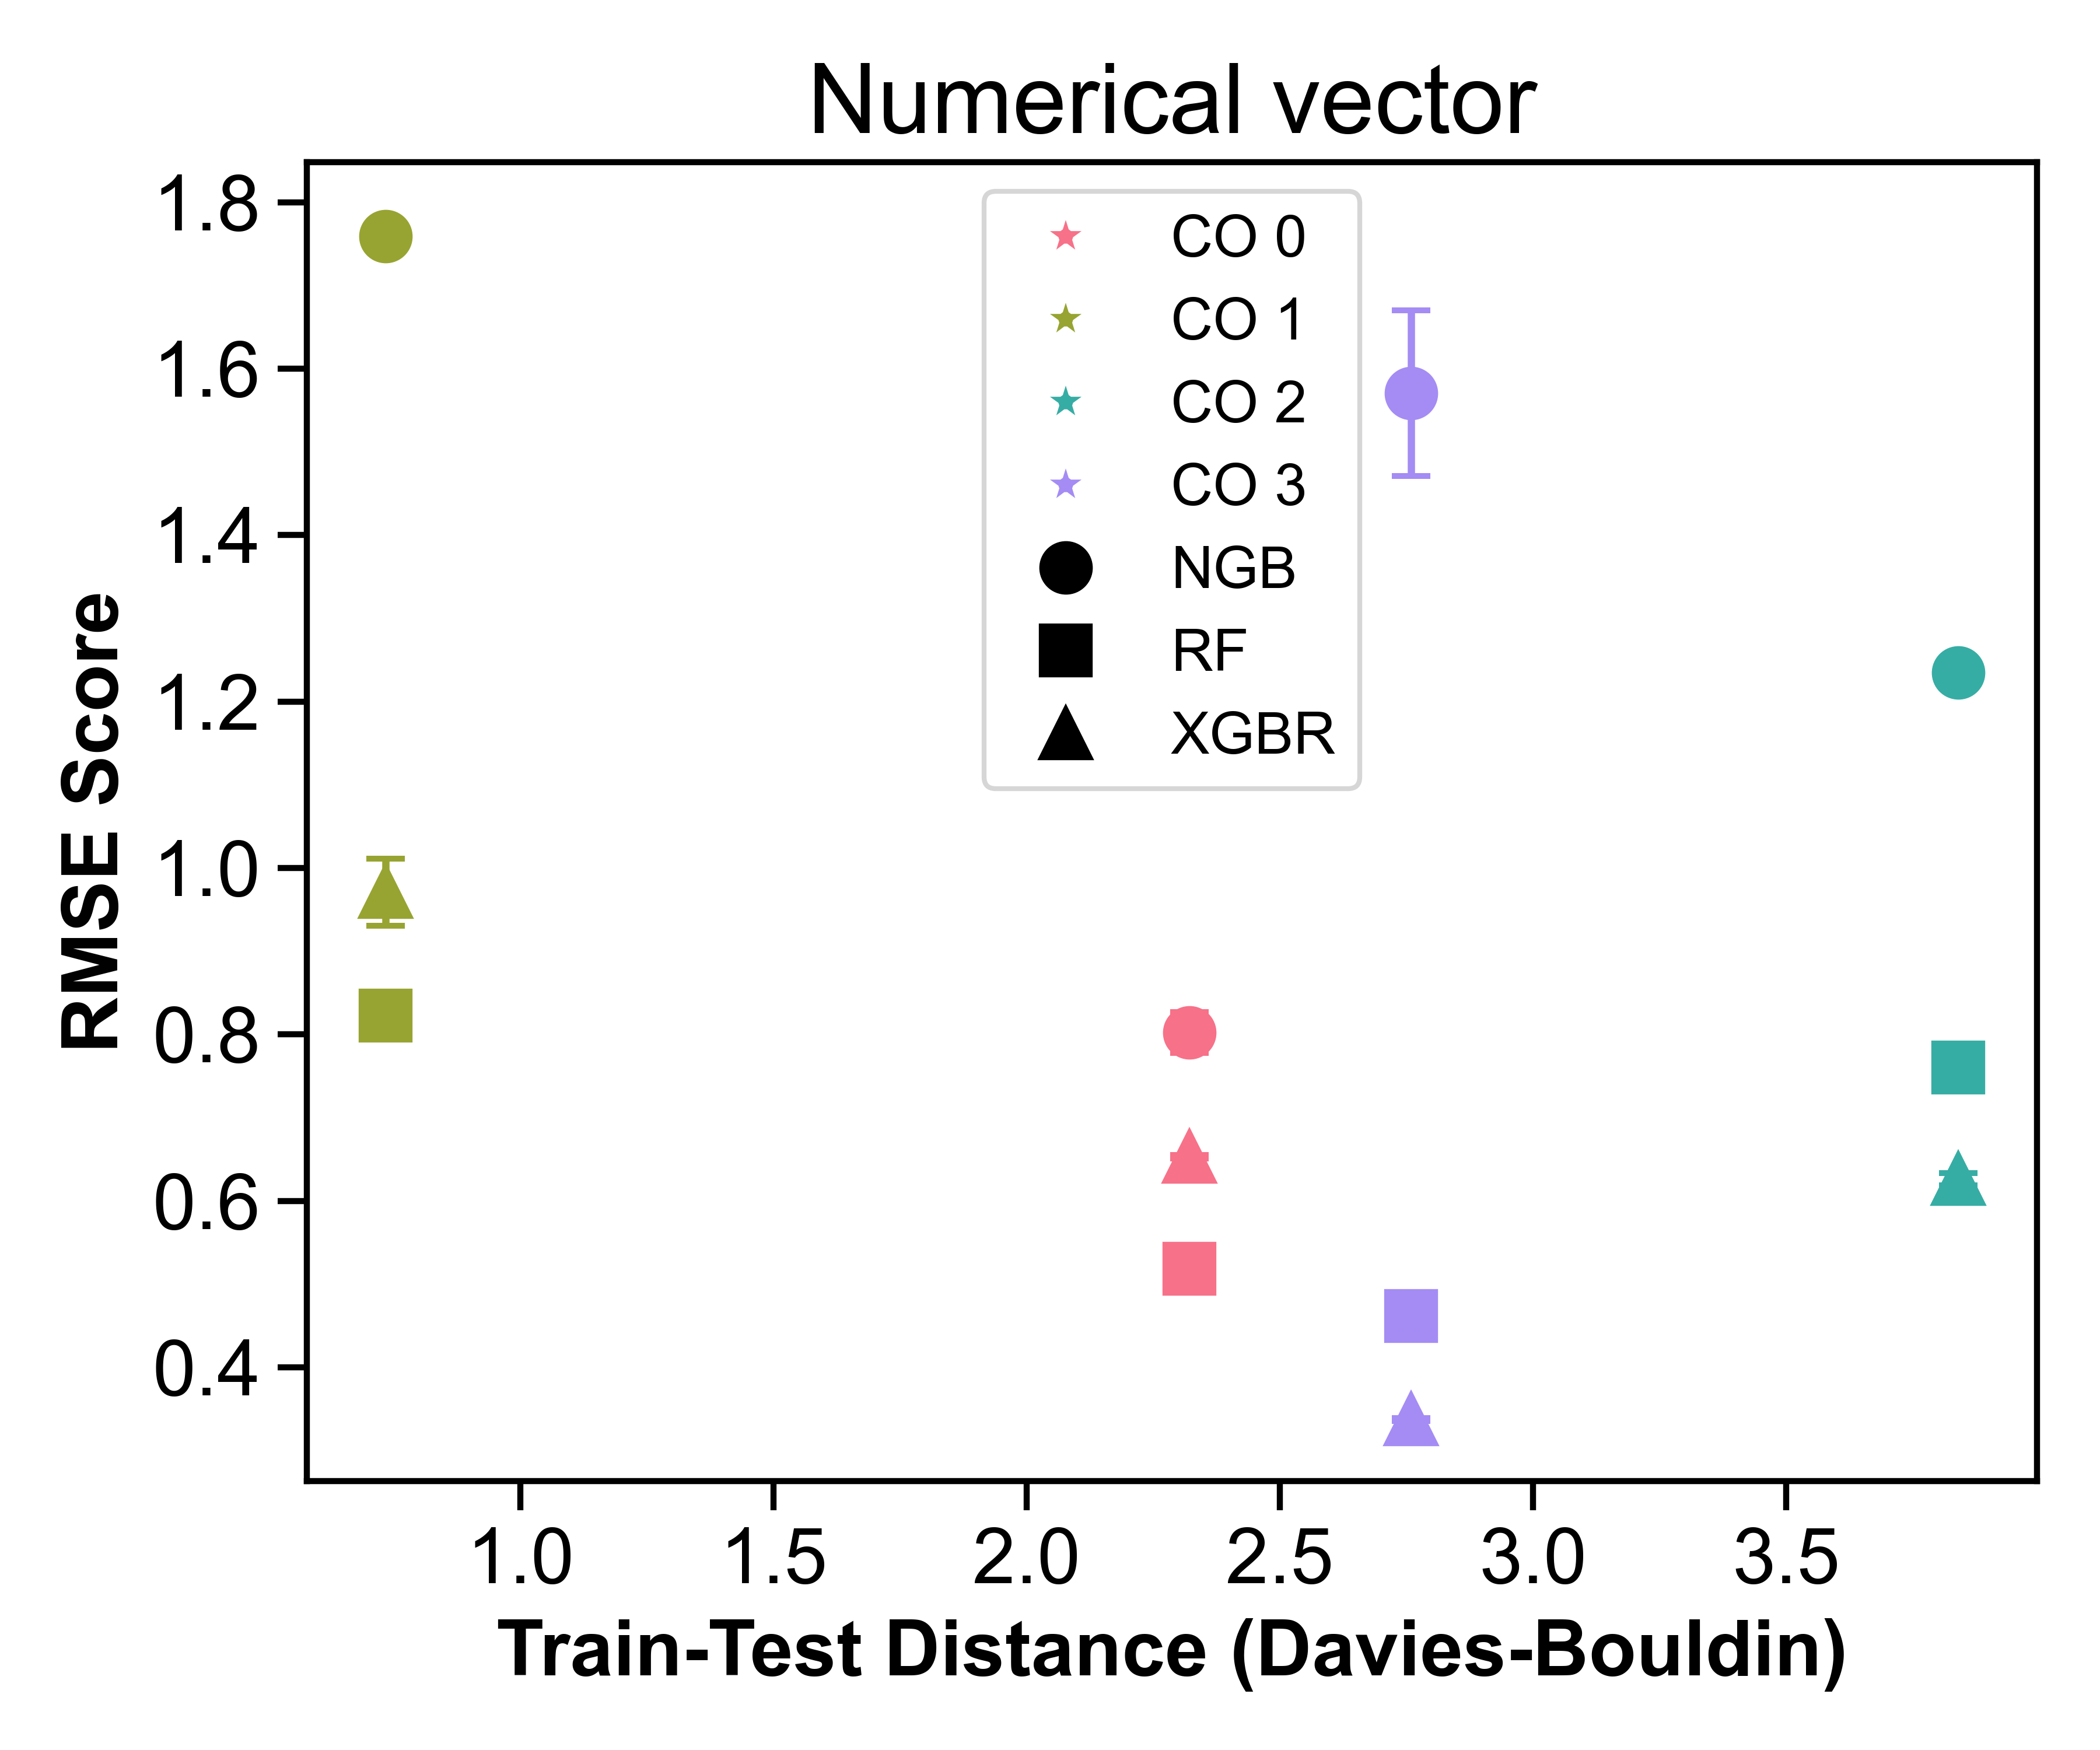 Numerical vector
1.8
1.6
1.4
1.2
1.0
0.8
0.6
0.4
RMSE Score
CO 0
CO 1
CO 2
CO 3
NGB
RF
XGBR
1.0 1.5 2.0 2.5 3.0 3.5
Train-Test Distance (Davies-Bouldin)